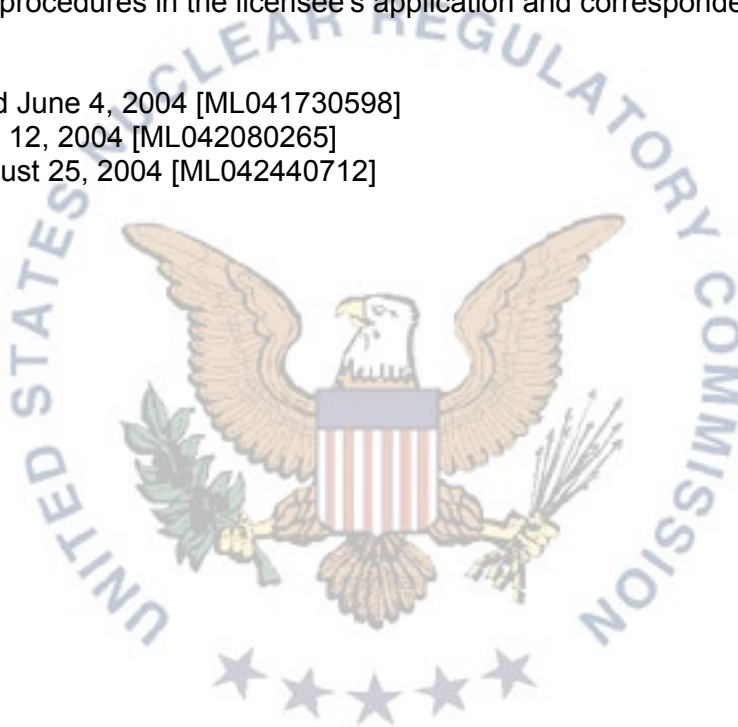 procedures in the licensee's application and corresponde
d June 4, 2004 [ML041730598]
12, 2004 [ML042080265]
ust 25, 2004 [ML042440712]
UNITED STATES NUCLEAR REGULATORY COMMISSION